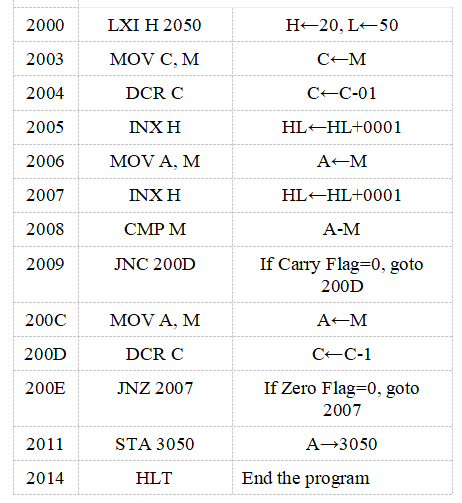 2000 LXI H 2050 H←20, L←50
2003 MOV C, M C←M
2004 DCR C C←C-01
2005 INX H HL←HL+0001
2006 MOV A, M A←M
2007 INX H HL←HL+0001
2008 CMP M A-M
2009 JNC 200D If Carry Flag=0, goto
200D
200C MOV A, M A←M
200D DCR C C←C-1
200E JNZ 2007 If Zero Flag=0, goto
2007
2011 STA 3050 A→3050
2014 HLT End the program